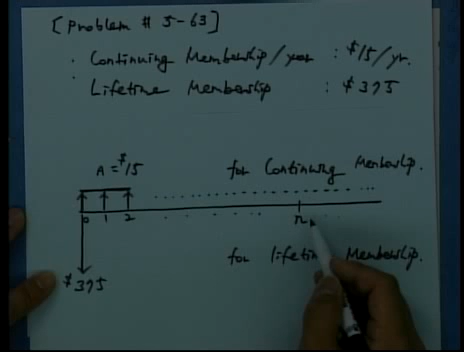 [Problem # 5-63]
· Continuing Membership/year : $15/yr.
· Lifetime Membership : $375
A = $15
for Continuing Membership.
0 1 2
n
for lifetime Membership.
$375